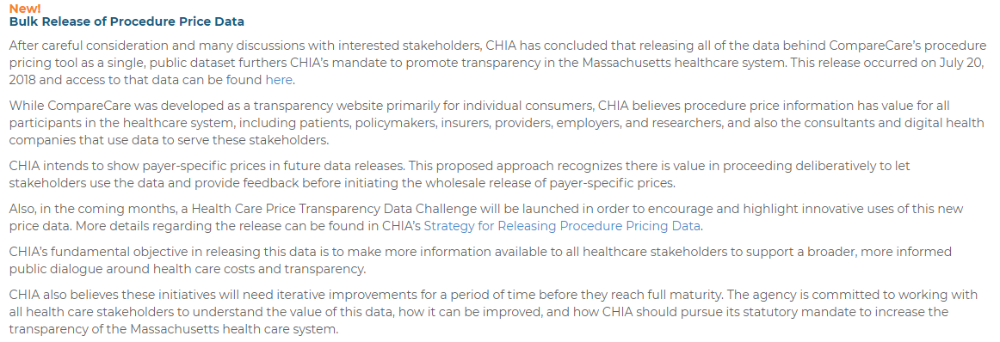 New!
Bulk Release of Procedure Price Data
After careful consideration and many discussions with interested stakeholders, CHIA has concluded that releasing all of the data behind CompareCare's procedure
pricing tool as a single, public dataset furthers CHIA's mandate to promote transparency in the Massachusetts healthcare system. This release occurred on July 20,
2018 and access to that data can be found here.
While CompareCare was developed as a transparency website primarily for individual consumers, CHIA believes procedure price information has value for all
participants in the healthcare system, including patients, policymakers, insurers, providers, employers, and researchers, and also the consultants and digital health
companies that use data to serve these stakeholders.
CHIA intends to show payer-specific prices in future data releases. This proposed approach recognizes there is value in proceeding deliberatively to let
stakeholders use the data and provide feedback before initiating the wholesale release of payer-specific prices.
Also, in the coming months, a Health Care Price Transparency Data Challenge will be launched in order to encourage and highlight innovative uses of this new
price data. More details regarding the release can be found in CHIA's Strategy for Releasing Procedure Pricing Data.
CHIA's fundamental objective in releasing this data is to make more information available to all healthcare stakeholders to support a broader, more informed
public dialogue around health care costs and transparency.
CHIA also believes these initiatives will need iterative improvements for a period of time before they reach full maturity. The agency is committed to working with
all health care stakeholders to understand the value of this data, how it can be improved, and how CHIA should pursue its statutory mandate to increase the
transparency of the Massachusetts health care system.